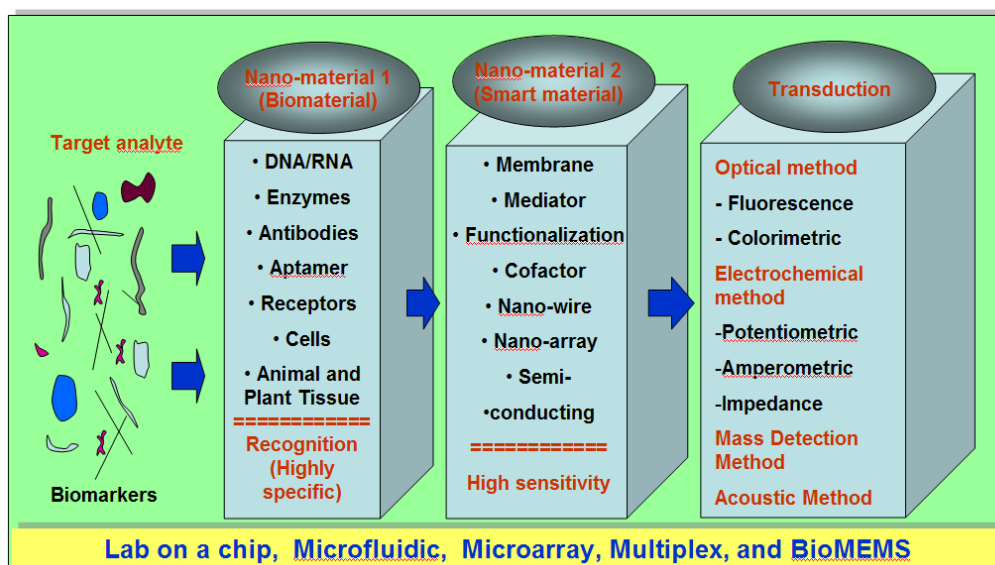 Target analyte
Biomarkers
Nano-material 1
(Biomaterial)
• DNA/RNA
• Enzymes
• Antibodies
• Aptamer
• Receptors
• Cells
• Animal and
Plant Tissue
============
Recognition
(Highly
specific)
Nano-material 2
(Smart material)
• Membrane
• Mediator
• Functionalization
• Cofactor
• Nano-wire
• Nano-array
• Semi-
•conducting
============
High sensitivity
Transduction
Optical method
- Fluorescence
- Colorimetric
Electrochemical
method
-Potentiometric
-Amperometric
-Impedance
Mass Detection
Method
Acoustic Method
Lab on a chip, Microfluidic, Microarray, Multiplex, and BioMEMS